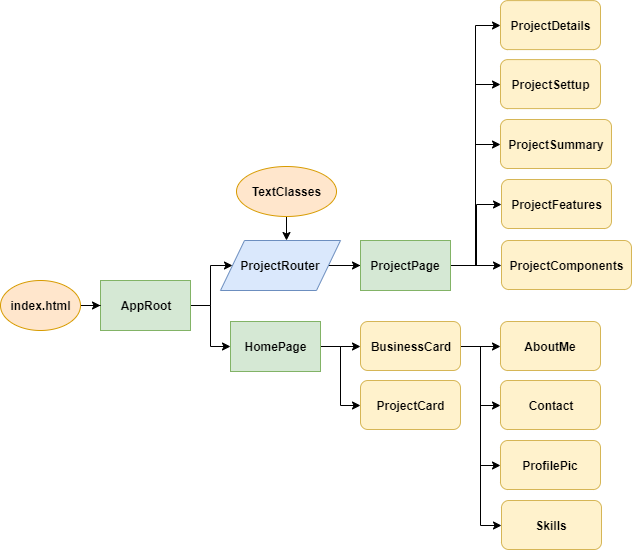 ProjectDetails
ProjectSettup
ProjectSummary
TextClasses
ProjectFeatures
ProjectRouter
ProjectPage
ProjectComponents
index.html
AppRoot
HomePage
BusinessCard
AboutMe
ProjectCard
Contact
ProfilePic
Skills